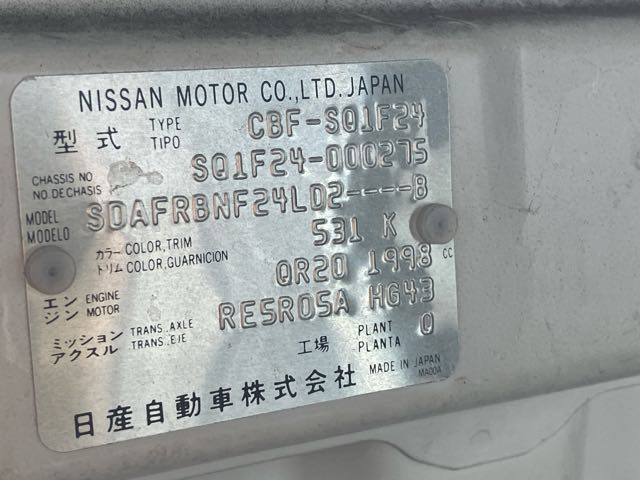 NISSAN MOTOR CO.,LTD.JAPAN
型式 TYPE TIPO CBF-SQ1F24
CHASSIS NO NO.DE.CHASIS SQ1F24-000275
MODEL MODELO SDAFRBNF24LD2----B
カラー COLOR,TRIM 531 K
トリム COLOR,GUARNICION
エンジン ENGINE MOTOR QR20 1998 CC
ミッション アクスル TRANS.,AXLE TRANS.,EJE RE5R05A HG43
工場 PLANT PLANTA 0
日産自動車株式会社 MADE IN JAPAN
MA00A